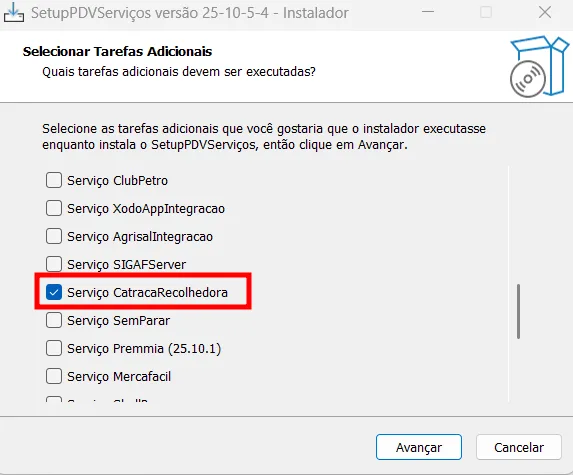 SetupPDVServiços versão 25-10-5-4 - Instalador
Selecionar Tarefas Adicionais
Quais tarefas adicionais devem ser executadas?
Selecione as tarefas adicionais que você gostaria que o instalador executasse
enquanto instala o SetupPDVServiços, então clique em Avançar.
Serviço ClubPetro
Serviço XodoAppIntegracao
Serviço AgrisalIntegracao
Serviço SIGAFServer
Serviço CatracaRecolhedora
Serviço SemParar
Serviço Premmia (25.10.1)
Serviço Mercafacil
Avançar
Cancelar